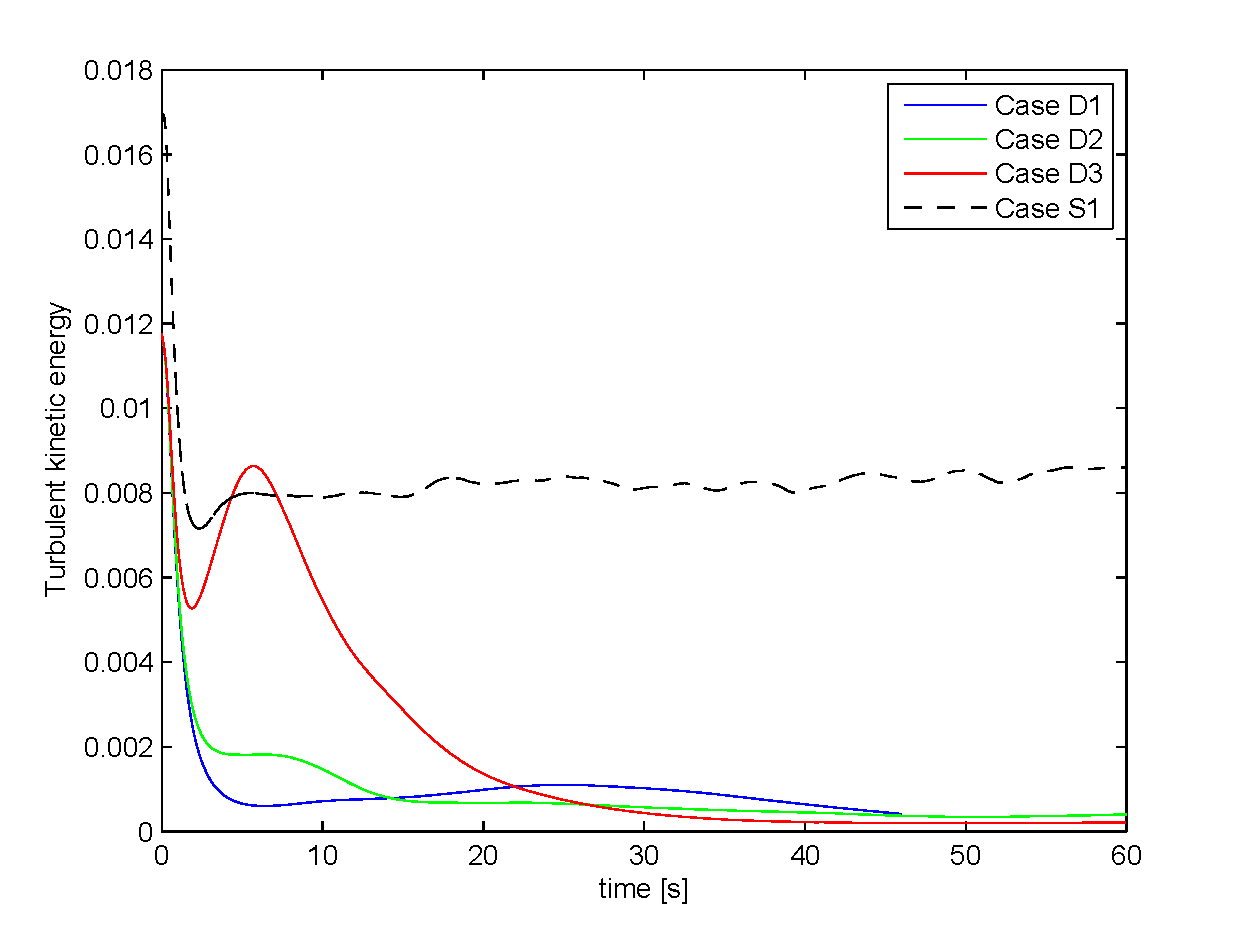 0.018
0.016
0.014
0.012
0.01
0.008
0.006
0.004
0.002
0
Turbulent kinetic energy
0 10 20 30 40 50 60
time [s]
Case D1
Case D2
Case D3
Case S1